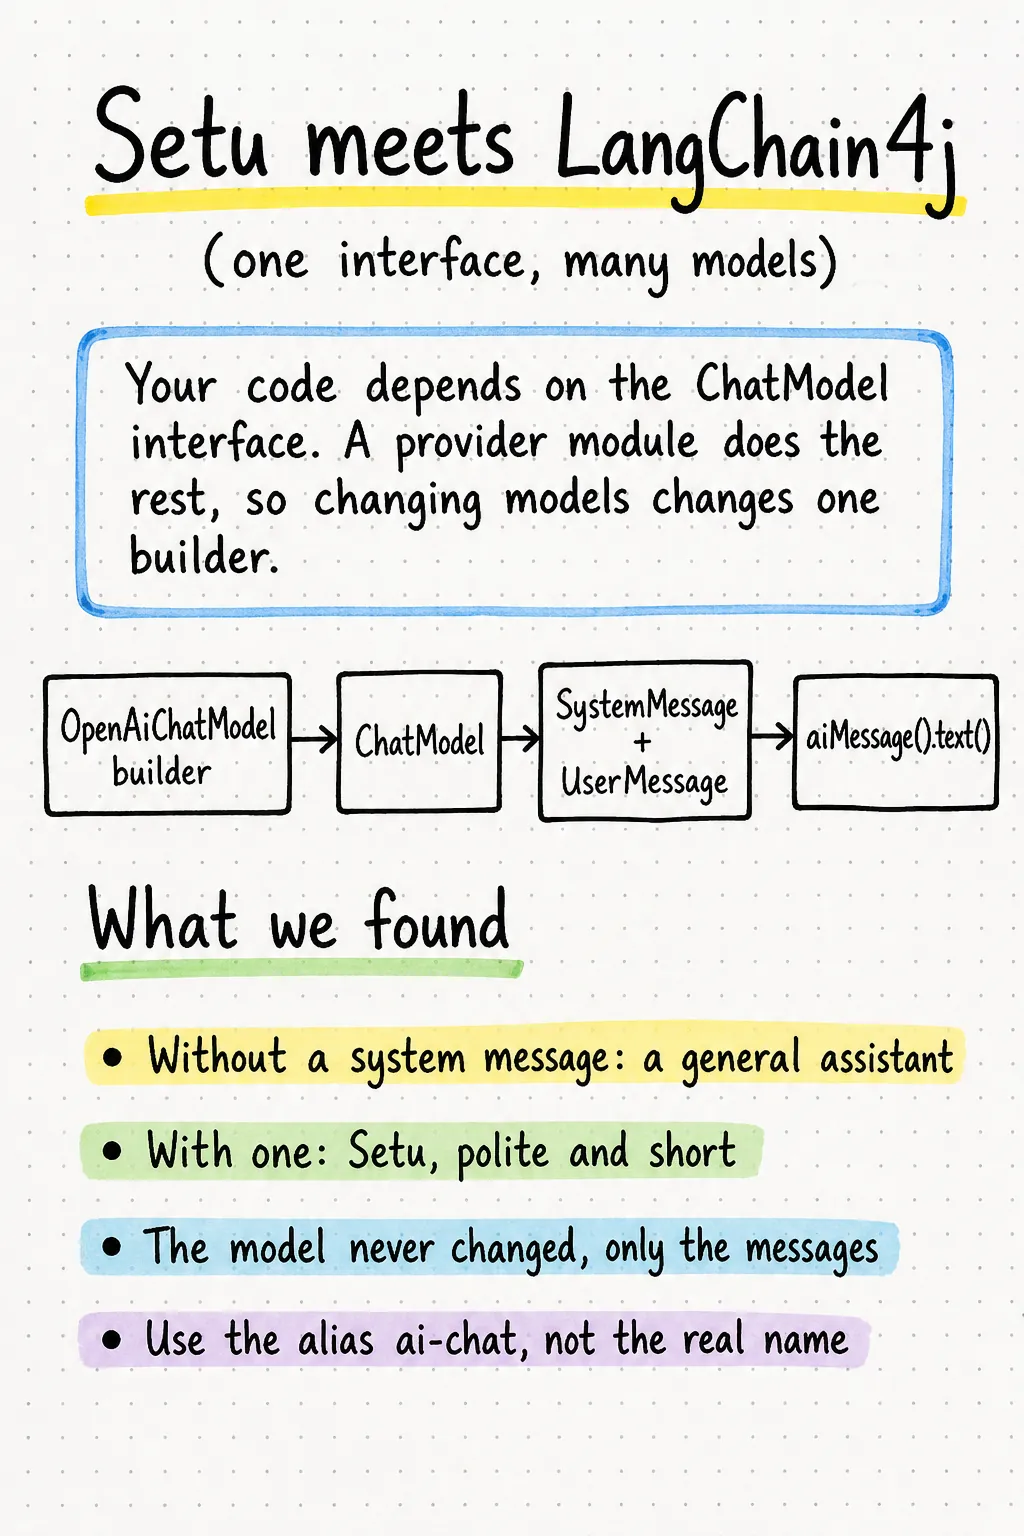 Setu meets LangChain4j
(one interface, many models)
Your code depends on the ChatModel
interface. A provider module does the
rest, so changing models changes one
builder.
OpenAiChatModel
builder
ChatModel
SystemMessage
+
UserMessage
aiMessage().text()
What we found
• Without a system message: a general assistant
• With one: Setu, polite and short
• The model never changed, only the messages
• Use the alias ai-chat, not the real name